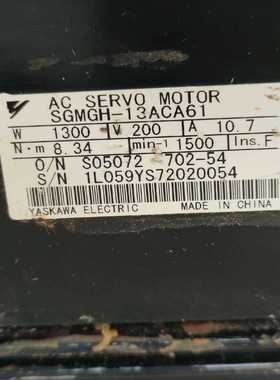 AC SERVO MOTOR
SGMGH-13ACA61
W 1300 V 200 A 10.7
N·m 8.34 min-1 1500 Ins. F
O/N S05072 702-54
S/N 1L059YS72020054
YASKAWA ELECTRIC MADE IN CHINA